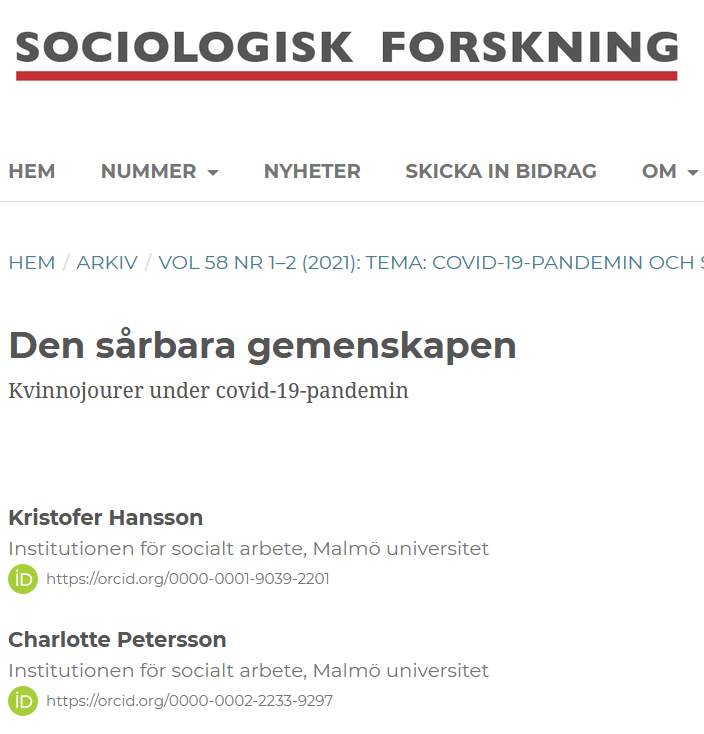 SOCIOLOGISK FORSKNING
HEM NUMMER NYHETER SKICKA IN BIDRAG OM
HEM / ARKIV / VOL 58 NR 1–2 (2021): TEMA: COVID-19-PANDEMIN OCH
Den sårbara gemenskapen
Kvinnojourer under covid-19-pandemin
Kristofer Hansson
Institutionen för socialt arbete, Malmö universitet
iD https://orcid.org/0000-0001-9039-2201
Charlotte Petersson
Institutionen för socialt arbete, Malmö universitet
iD https://orcid.org/0000-0002-2233-9297